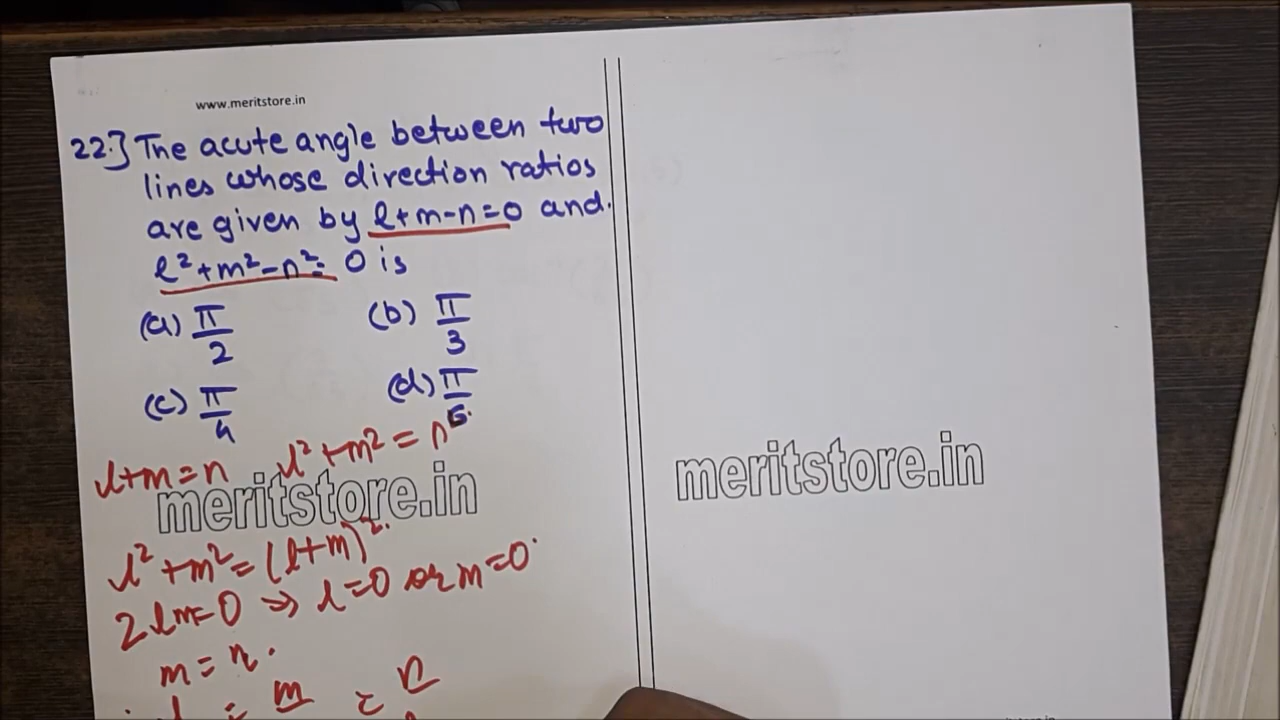 www.meritstore.in
22.] The acute angle between two
lines whose direction ratios
are given by l+m-n=0 and
l²+m²-n²= 0 is
(a) π/2 (b) π/3
(c) π/4 (d) π/6
l+m=n l²+m² = n
meritstore.in meritstore.in
l²+m²=(l+m)².
2lm=0 ⇒ l=0 or m=0
m = n.
m n